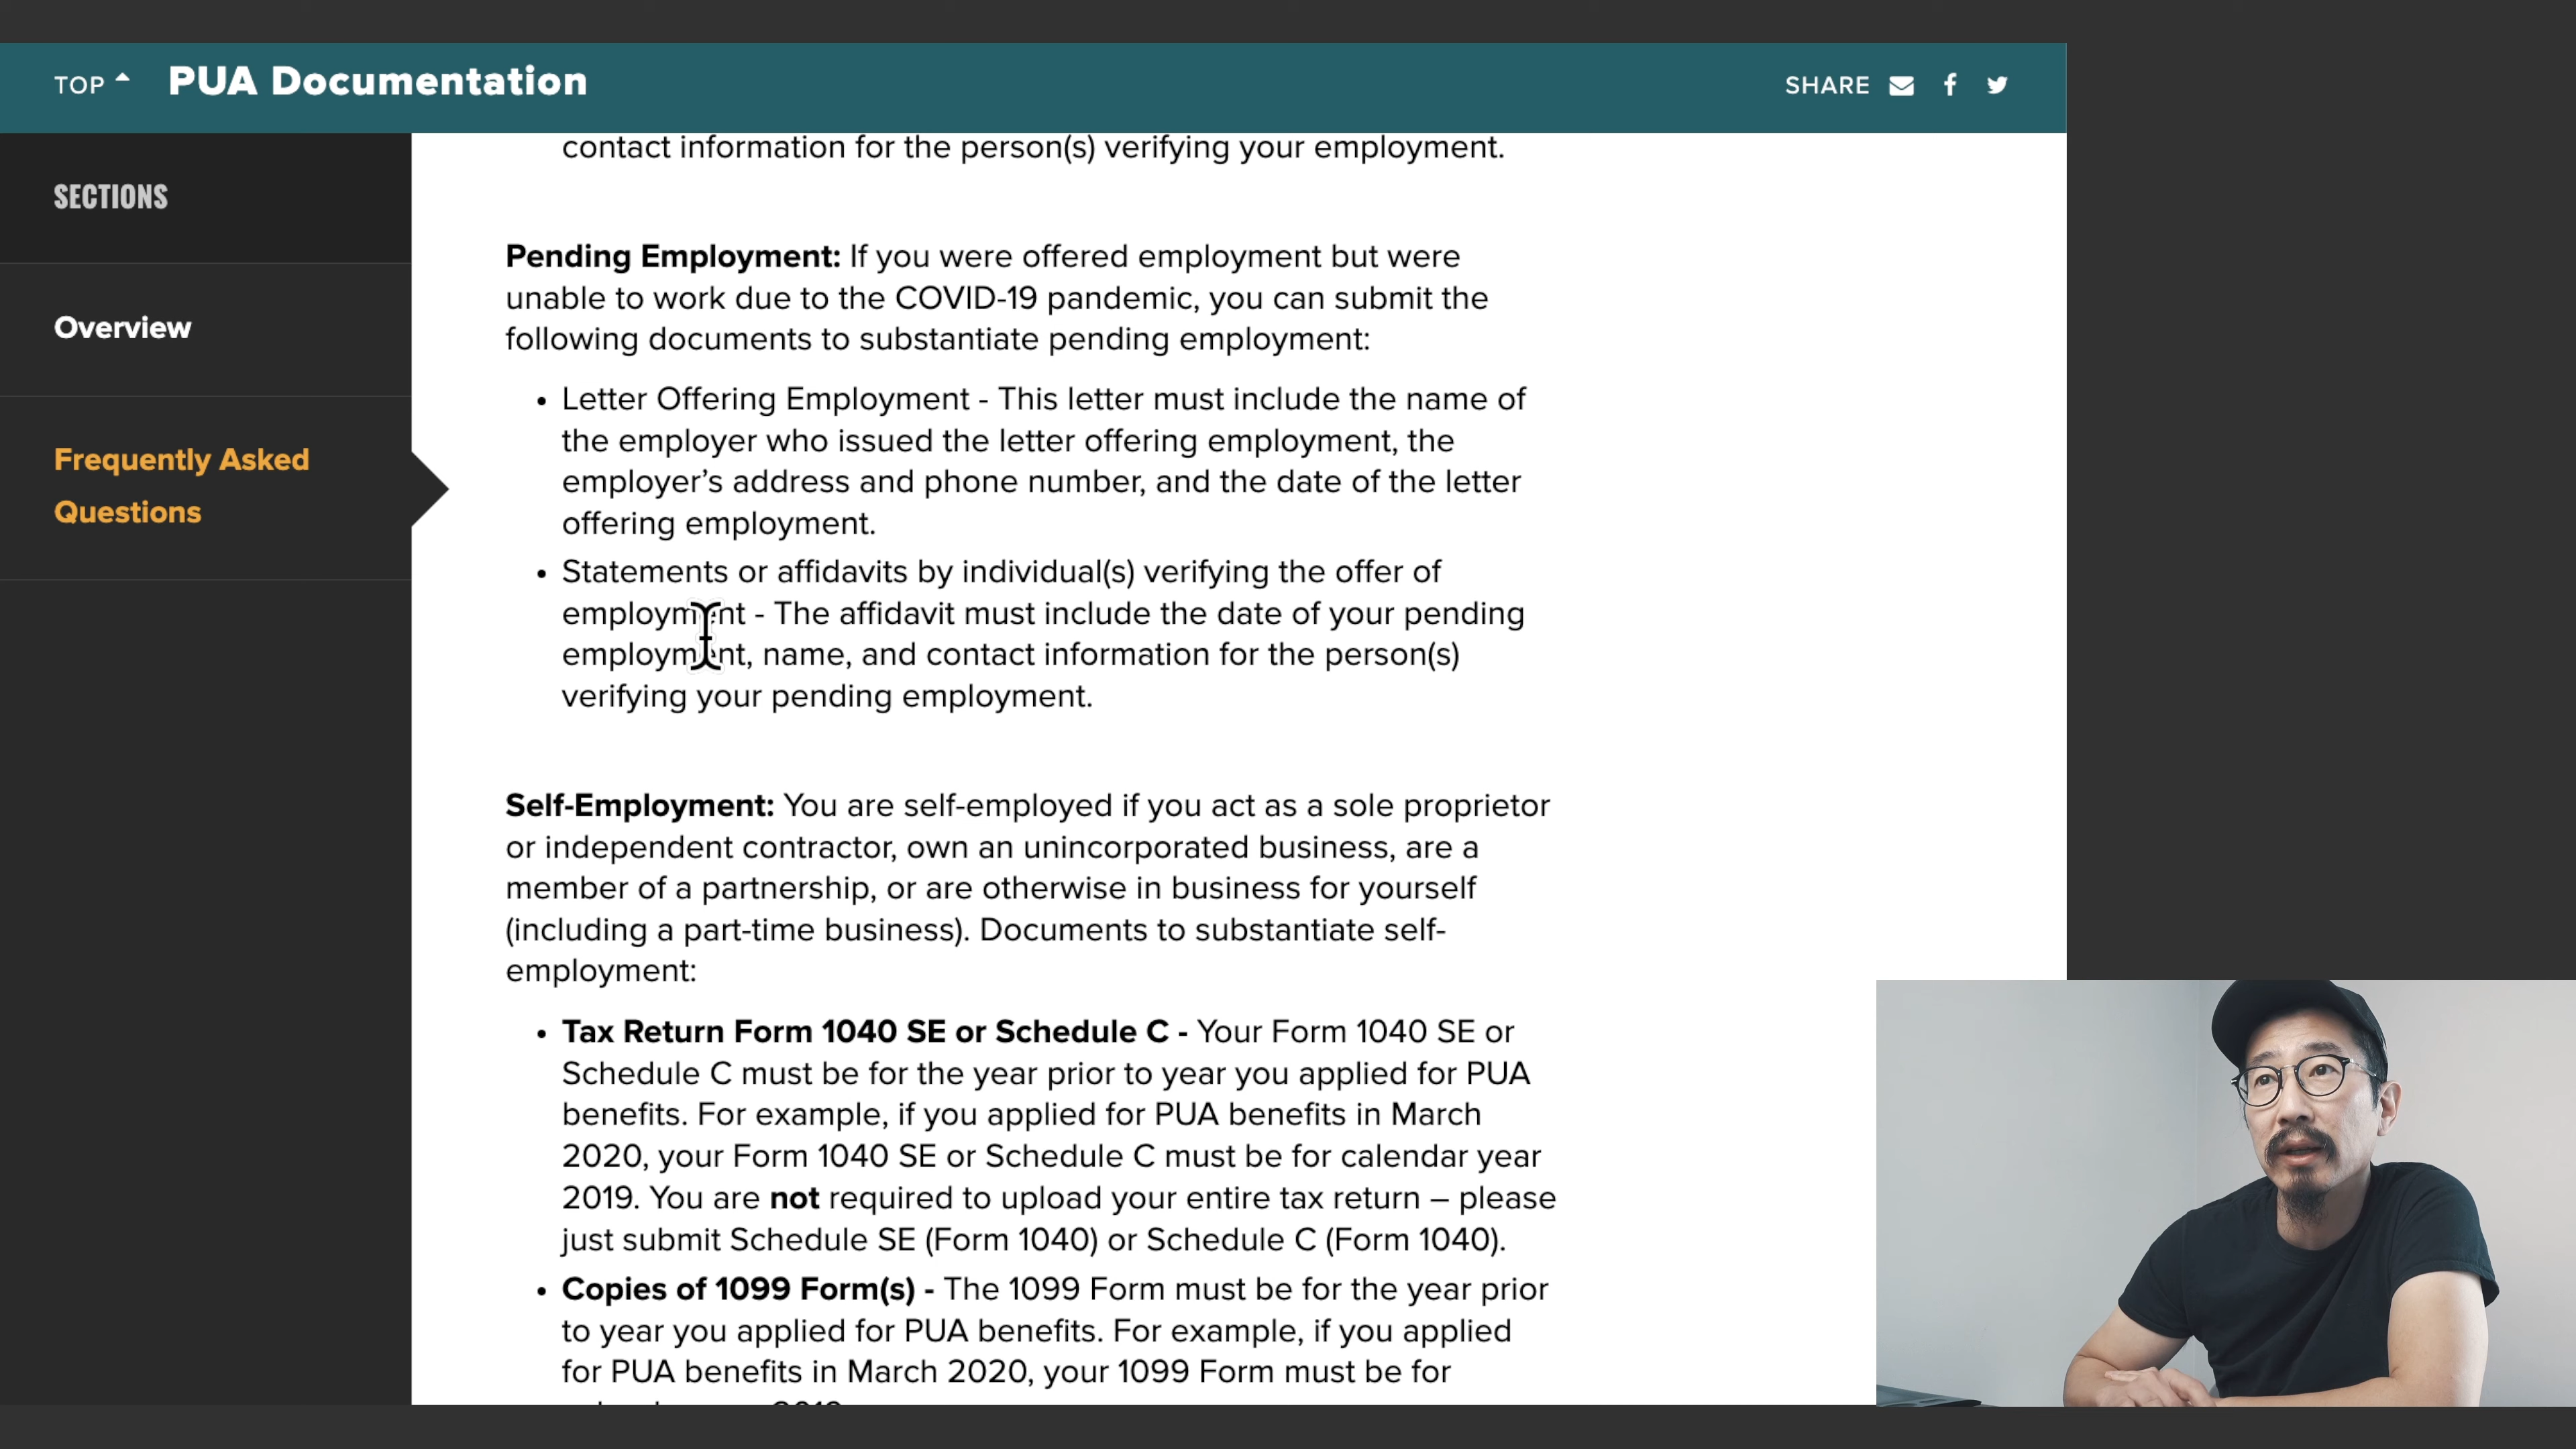 TOP PUA Documentation SHARE
contact information for the person(s) verifying your employment.
SECTIONS
Overview
Frequently Asked
Questions
Pending Employment: If you were offered employment but were
unable to work due to the COVID-19 pandemic, you can submit the
following documents to substantiate pending employment:
• Letter Offering Employment - This letter must include the name of
the employer who issued the letter offering employment, the
employer’s address and phone number, and the date of the letter
offering employment.
• Statements or affidavits by individual(s) verifying the offer of
employment - The affidavit must include the date of your pending
employment, name, and contact information for the person(s)
verifying your pending employment.
Self-Employment: You are self-employed if you act as a sole proprietor
or independent contractor, own an unincorporated business, are a
member of a partnership, or are otherwise in business for yourself
(including a part-time business). Documents to substantiate self-
employment:
• Tax Return Form 1040 SE or Schedule C - Your Form 1040 SE or
Schedule C must be for the year prior to year you applied for PUA
benefits. For example, if you applied for PUA benefits in March
2020, your Form 1040 SE or Schedule C must be for calendar year
2019. You are not required to upload your entire tax return – please
just submit Schedule SE (Form 1040) or Schedule C (Form 1040).
• Copies of 1099 Form(s) - The 1099 Form must be for the year prior
to year you applied for PUA benefits. For example, if you applied
for PUA benefits in March 2020, your 1099 Form must be for